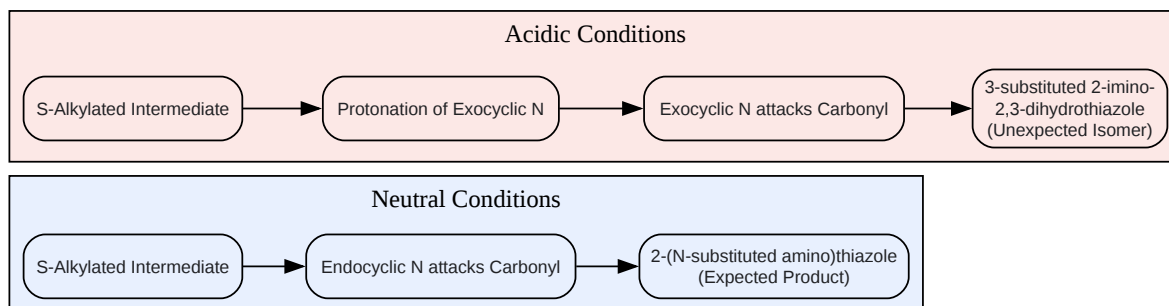 Acidic Conditions
S-Alkylated Intermediate
Protonation of Exocyclic N
Exocyclic N attacks Carbonyl
3-substituted 2-imino-
2,3-dihydrothiazole
(Unexpected Isomer)
Neutral Conditions
S-Alkylated Intermediate
Endocyclic N attacks Carbonyl
2-(N-substituted amino)thiazole
(Expected Product)